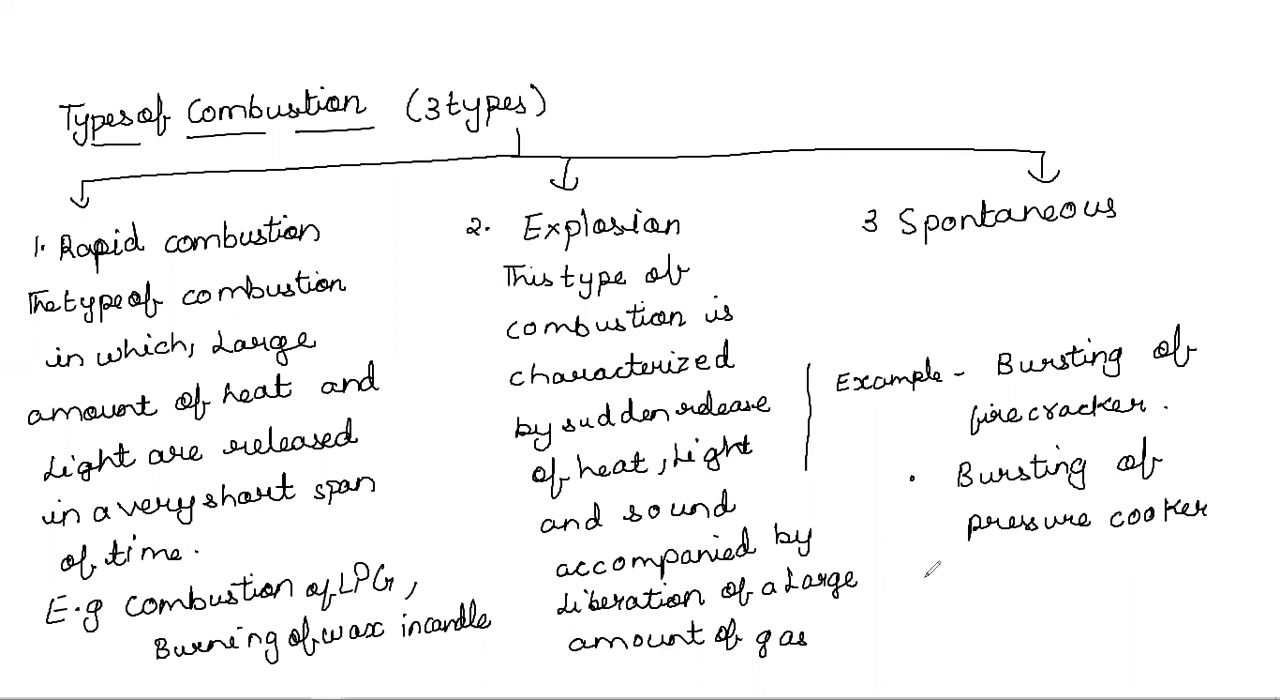 Types of Combustion (3 types)
1. Rapid combustion
The type of combustion
in which, Large
amount of heat and
Light are released
in a very short span
of time.
E.g combustion of LPG,
Burning of wax in candle
2. Explosion
This type of
combustion is
characterized
by sudden release
of heat, Light
and sound
accompanied by
Liberation of a Large
amount of gas
3 Spontaneous
Example - Bursting of
firecracker.
. Bursting of
pressure cooker